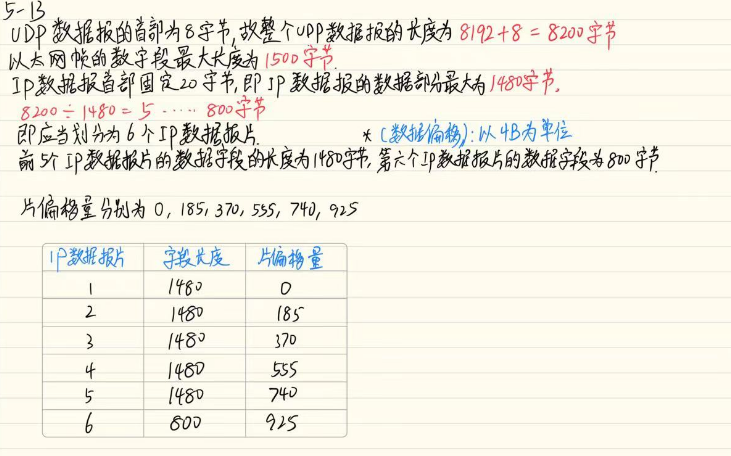 5-13
UDP数据报的首部为8字节,故整个UDP数据报的长度为 8192+8 = 8200字节
以太网帧的数字段最大长度为1500字节.
IP数据报首部固定20字节,即IP数据报的数据部分最大为1480字节.
8200÷1480=5 ····· 800字节
即应当划分为6个IP数据报片. * (数据偏移):以4B为单位
前5个IP数据报片的数据字段的长度为1480字节,第六个IP数据报片的数据字段为800字节.
片偏移量分别为 0, 185, 370, 555, 740, 925
IP数据报片 字段长度 片偏移量
1 1480 0
2 1480 185
3 1480 370
4 1480 555
5 1480 740
6 800 925